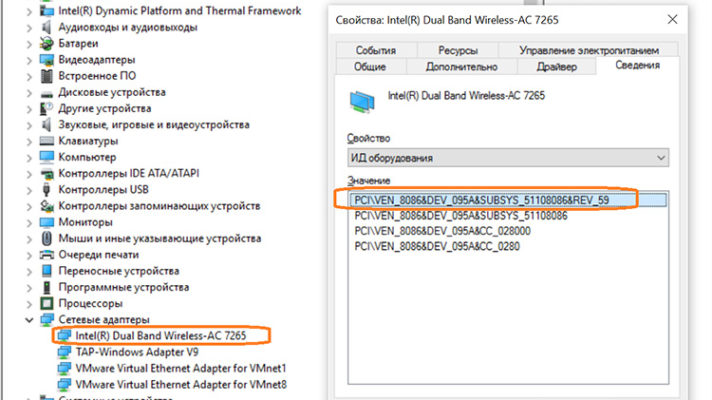 Intel(R) Dynamic Platform and Thermal Framework
Аудиовходы и аудиовыходы
Батареи
Видеоадаптеры
Встроенное ПО
Дисковые устройства
Другие устройства
Звуковые, игровые и видеоустройства
Клавиатуры
Компьютер
Контроллеры IDE ATA/ATAPI
Контроллеры USB
Контроллеры запоминающих устройств
Мониторы
Мыши и иные указывающие устройства
Очереди печати
Переносные устройства
Программные устройства
Процессоры
Сетевые адаптеры
Intel(R) Dual Band Wireless-AC 7265
TAP-Windows Adapter V9
VMware Virtual Ethernet Adapter for VMnet1
VMware Virtual Ethernet Adapter for VMnet8
Системные устройства
Свойства: Intel(R) Dual Band Wireless-AC 7265
События Ресурсы Управление электропитанием
Общие Дополнительно Драйвер Сведения
Intel(R) Dual Band Wireless-AC 7265
Свойство
ИД оборудования
Значение
PCI\VEN_8086&DEV_095A&SUBSYS_51108086&REV_59
PCI\VEN_8086&DEV_095A&SUBSYS_51108086
PCI\VEN_8086&DEV_095A&CC_028000
PCI\VEN_8086&DEV_095A&CC_0280